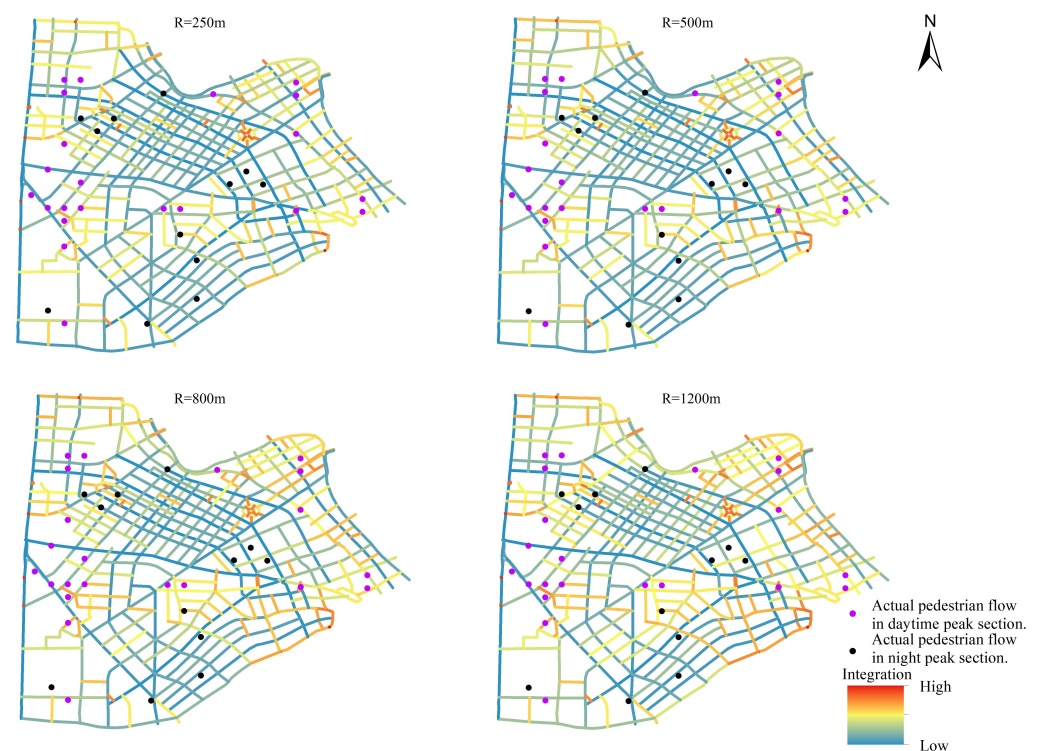 R=250m
R=500m
N
R=800m
R=1200m
Actual pedestrian flow
in daytime peak section.
Actual pedestrian flow
in night peak section.
Integration
High
Low